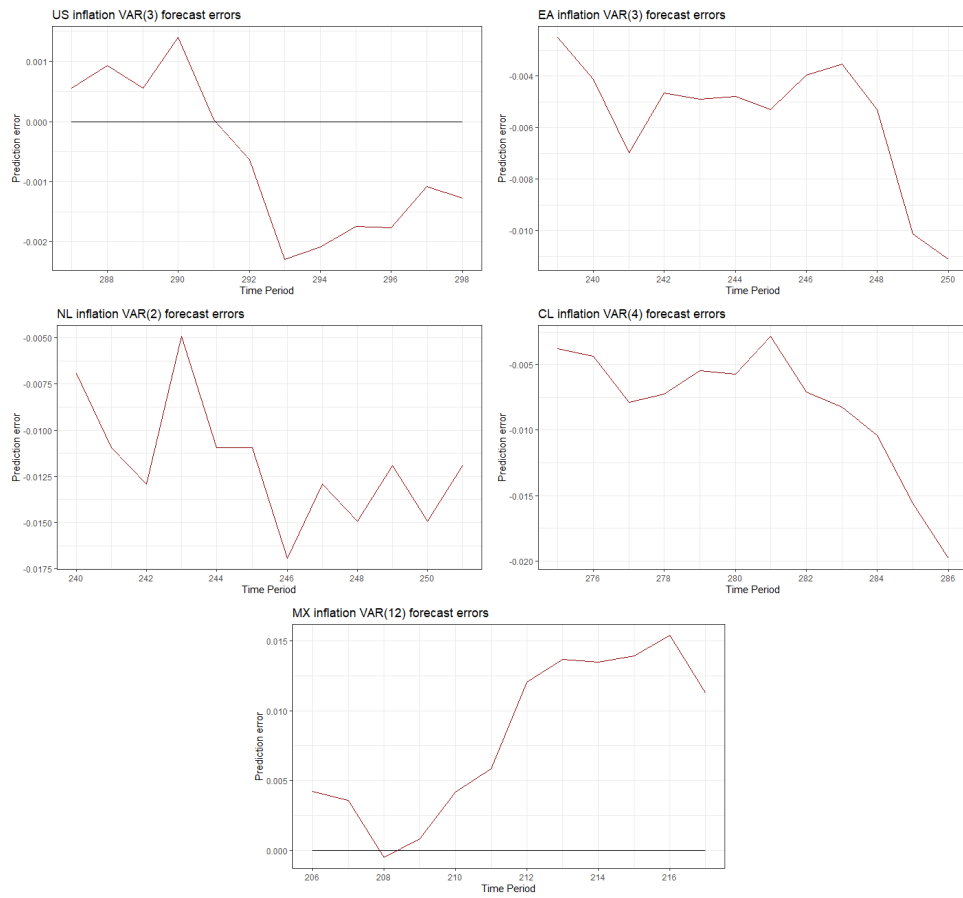 US inflation VAR(3) forecast errors
Prediction error
0.001
0.000
-0.001
-0.002
288 290 292 294 296 298
Time Period
EA inflation VAR(3) forecast errors
Prediction error
-0.004
-0.006
-0.008
-0.010
240 242 244 246 248 250
Time Period
NL inflation VAR(2) forecast errors
Prediction error
-0.0050
-0.0075
-0.0100
-0.0125
-0.0150
-0.0175
240 242 244 246 248 250
Time Period
CL inflation VAR(4) forecast errors
Prediction error
-0.005
-0.010
-0.015
-0.020
276 278 280 282 284 286
Time Period
MX inflation VAR(12) forecast errors
Prediction error
0.015
0.010
0.005
0.000
206 208 210 212 214 216
Time Period